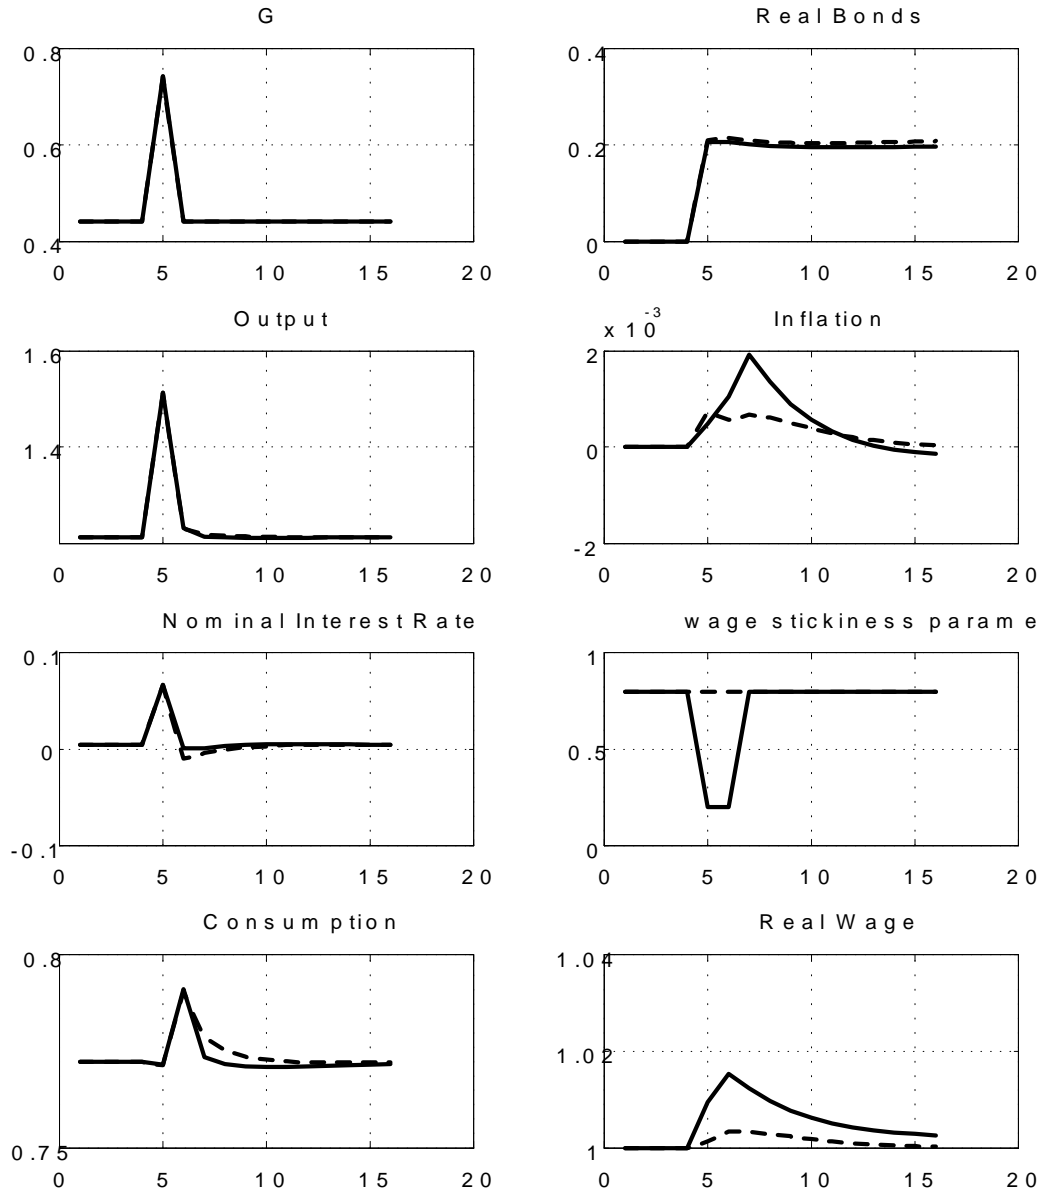 G
Real Bonds
0.8
0.6
0.4
0 5 10 15 20
0.4
0.2
0
0 5 10 15 20
Output
Inflation
1.6
1.4
0 5 10 15 20
x 10^-3
2
0
-2
0 5 10 15 20
Nominal Interest Rate
wage stickiness parame
0.1
0
-0.1
0 5 10 15 20
1
0.5
0
0 5 10 15 20
Consumption
Real Wage
0.8
0.75
0 5 10 15 20
1.04
1.02
1
0 5 10 15 20